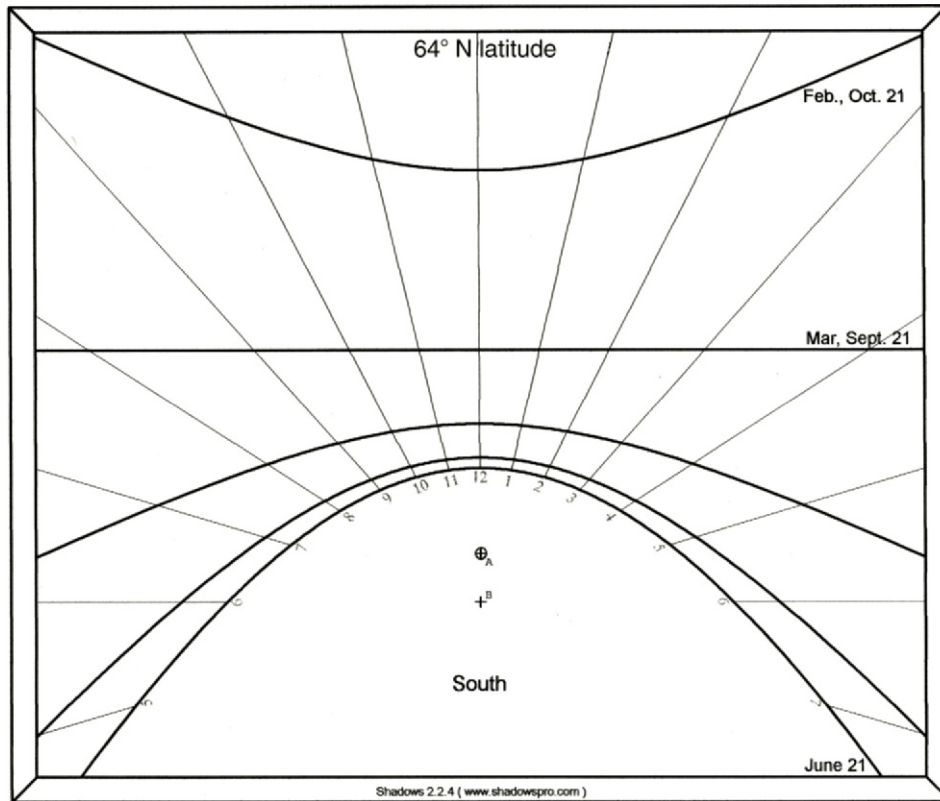 64° N latitude
Feb., Oct. 21
Mar, Sept. 21
12
11 1
10 2
9 3
8 4
7 5
A
6 6
B
South
5 7
June 21
Shadows 2.2.4 ( www.shadowspro.com )